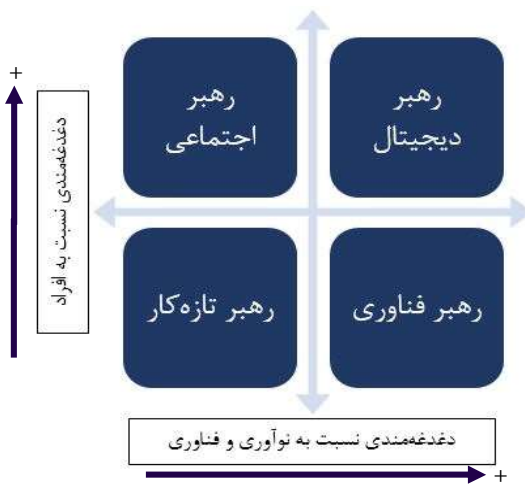 رهبر
دیجیتال
رهبر
اجتماعی
رهبر فناوری
رهبر تازه‌کار
دغدغه‌مندی نسبت به افراد
+
دغدغه‌مندی نسبت به نوآوری و فناوری
+